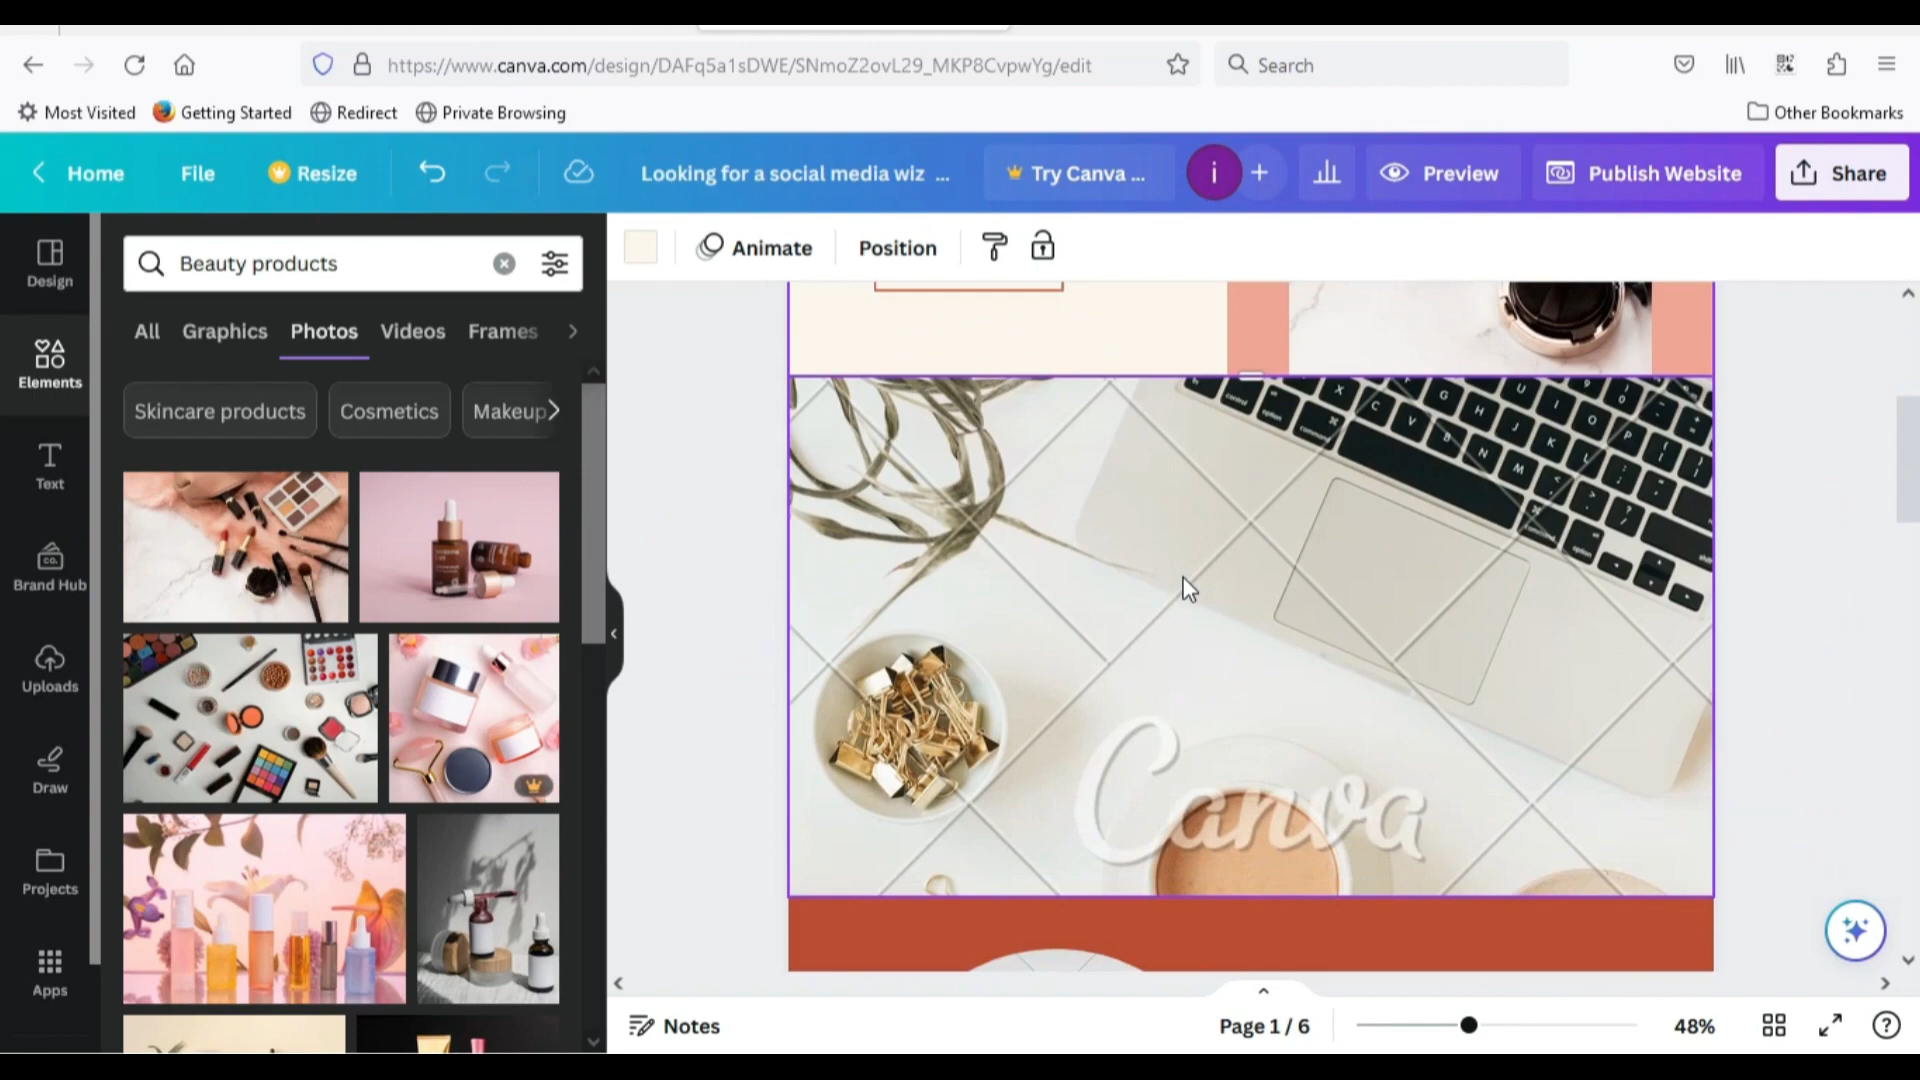 https://www.canva.com/design/DAFq5a1sDWE/SNmoZ2ovL29_MKP8CvpwYg/edit
Search
Most Visited
Getting Started
Redirect
Private Browsing
Other Bookmarks
Home
File
Resize
Looking for a social media wiz ...
Try Canva ...
i
Preview
Publish Website
Share
Design
Elements
Text
Brand Hub
Uploads
Draw
Projects
Apps
Beauty products
All
Graphics
Photos
Videos
Frames
Skincare products
Cosmetics
Makeup
Animate
Position
Canva
Notes
Page 1 / 6
48%